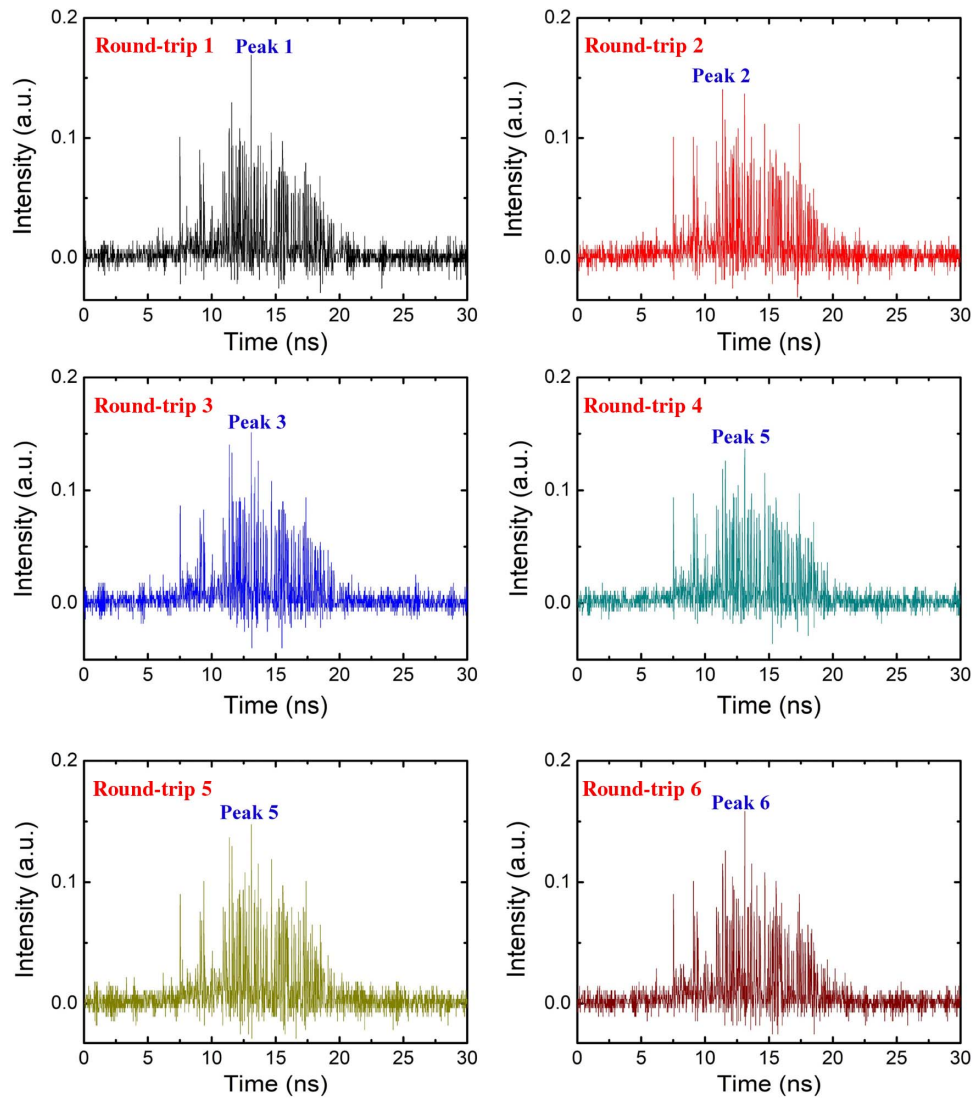 0.2
Round-trip 1
Peak 1
0.1
0.0
Intensity (a.u.)
0 5 10 15 20 25 30
Time (ns)
0.2
Round-trip 2
Peak 2
0.1
0.0
Intensity (a.u.)
0 5 10 15 20 25 30
Time (ns)
0.2
Round-trip 3
Peak 3
0.1
0.0
Intensity (a.u.)
0 5 10 15 20 25 30
Time (ns)
0.2
Round-trip 4
Peak 5
0.1
0.0
Intensity (a.u.)
0 5 10 15 20 25 30
Time (ns)
0.2
Round-trip 5
Peak 5
0.1
0.0
Intensity (a.u.)
0 5 10 15 20 25 30
Time (ns)
0.2
Round-trip 6
Peak 6
0.1
0.0
Intensity (a.u.)
0 5 10 15 20 25 30
Time (ns)